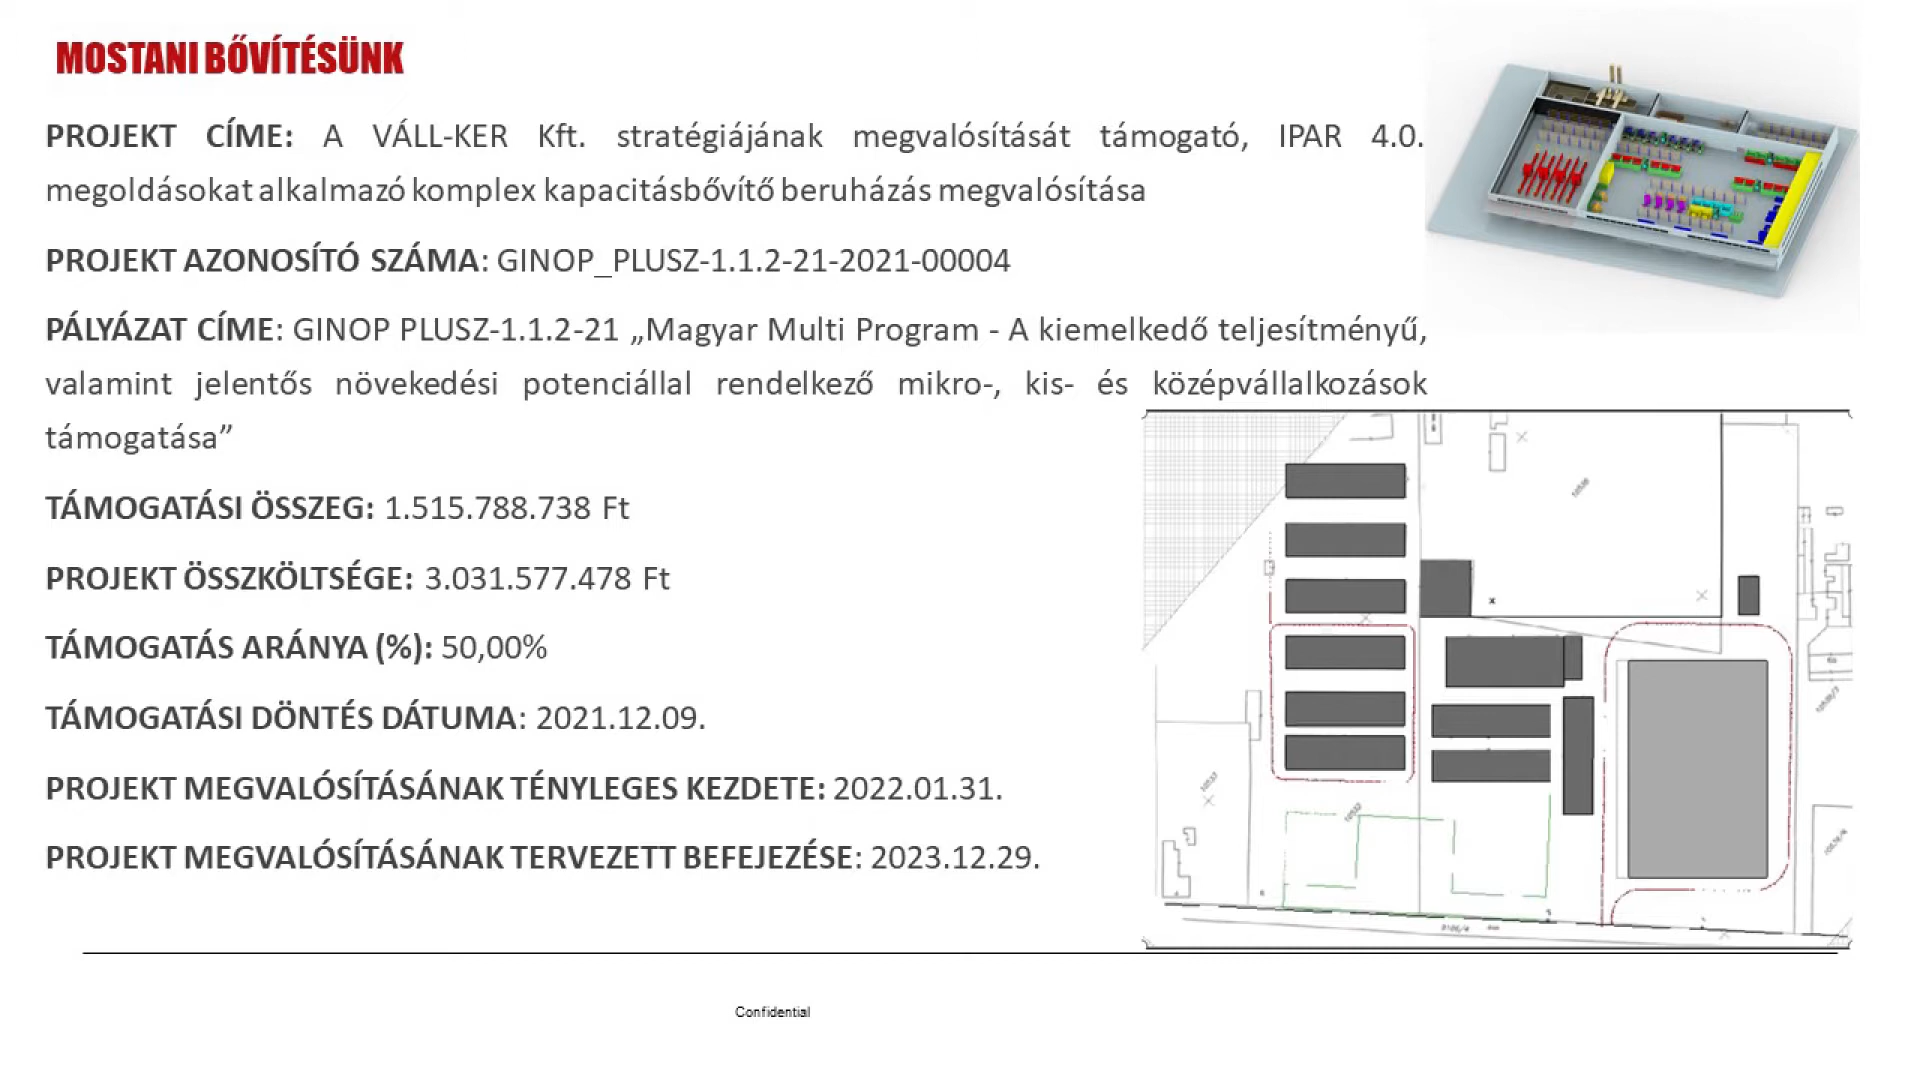 MOSTANI BŐVÍTÉSÜNK
PROJEKT CÍME: A VÁLL-KER Kft. stratégiájának megvalósítását támogató, IPAR 4.0.
megoldásokat alkalmazó komplex kapacitásbővítő beruházás megvalósítása
PROJEKT AZONOSÍTÓ SZÁMA: GINOP_PLUSZ-1.1.2-21-2021-00004
PÁLYÁZAT CÍME: GINOP PLUSZ-1.1.2-21 „Magyar Multi Program - A kiemelkedő teljesítményű,
valamint jelentős növekedési potenciállal rendelkező mikro-, kis- és középvállalkozások
támogatása”
TÁMOGATÁSI ÖSSZEG: 1.515.788.738 Ft
PROJEKT ÖSSZKÖLTSÉGE: 3.031.577.478 Ft
TÁMOGATÁS ARÁNYA (%): 50,00%
TÁMOGATÁSI DÖNTÉS DÁTUMA: 2021.12.09.
PROJEKT MEGVALÓSÍTÁSÁNAK TÉNYLEGES KEZDETE: 2022.01.31.
PROJEKT MEGVALÓSÍTÁSÁNAK TERVEZETT BEFEJEZÉSE: 2023.12.29.
Confidential